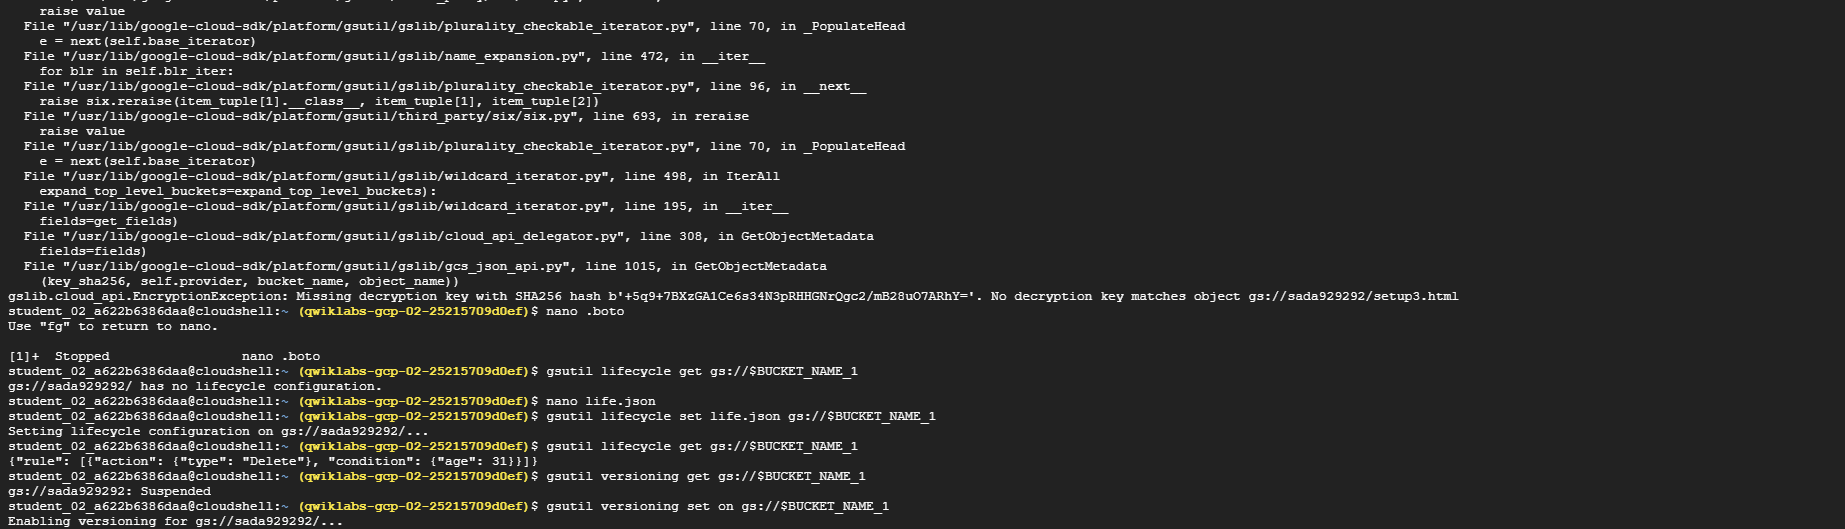 raise value
File "/usr/lib/google-cloud-sdk/platform/gsutil/gslib/plurality_checkable_iterator.py", line 70, in _PopulateHead
e = next(self.base_iterator)
File "/usr/lib/google-cloud-sdk/platform/gsutil/gslib/name_expansion.py", line 472, in __iter__
for blr in self.blr_iter:
File "/usr/lib/google-cloud-sdk/platform/gsutil/gslib/plurality_checkable_iterator.py", line 96, in __next__
raise six.reraise(item_tuple[1].__class__, item_tuple[1], item_tuple[2])
File "/usr/lib/google-cloud-sdk/platform/gsutil/third_party/six/six.py", line 693, in reraise
raise value
File "/usr/lib/google-cloud-sdk/platform/gsutil/gslib/plurality_checkable_iterator.py", line 70, in _PopulateHead
e = next(self.base_iterator)
File "/usr/lib/google-cloud-sdk/platform/gsutil/gslib/wildcard_iterator.py", line 498, in IterAll
expand_top_level_buckets=expand_top_level_buckets):
File "/usr/lib/google-cloud-sdk/platform/gsutil/gslib/wildcard_iterator.py", line 195, in __iter__
fields=get_fields)
File "/usr/lib/google-cloud-sdk/platform/gsutil/gslib/cloud_api_delegator.py", line 308, in GetObjectMetadata
fields=fields)
File "/usr/lib/google-cloud-sdk/platform/gsutil/gslib/gcs_json_api.py", line 1015, in GetObjectMetadata
(key_sha256, self.provider, bucket_name, object_name))
gslib.cloud_api.EncryptionException: Missing decryption key with SHA256 hash b'+5q9+7BXzGA1Ce6s34N3pRHHGNrQgc2/mB28uO7ARhY='. No decryption key matches object gs://sada929292/setup3.html
student_02_a622b6386daa@cloudshell:~ (qwiklabs-gcp-02-25215709d0ef)$ nano .boto
Use "fg" to return to nano.
[1]+  Stopped                 nano .boto
student_02_a622b6386daa@cloudshell:~ (qwiklabs-gcp-02-25215709d0ef)$ gsutil lifecycle get gs://$BUCKET_NAME_1
gs://sada929292/ has no lifecycle configuration.
student_02_a622b6386daa@cloudshell:~ (qwiklabs-gcp-02-25215709d0ef)$ nano life.json
student_02_a622b6386daa@cloudshell:~ (qwiklabs-gcp-02-25215709d0ef)$ gsutil lifecycle set life.json gs://$BUCKET_NAME_1
Setting lifecycle configuration on gs://sada929292/...
student_02_a622b6386daa@cloudshell:~ (qwiklabs-gcp-02-25215709d0ef)$ gsutil lifecycle get gs://$BUCKET_NAME_1
{"rule": [{"action": {"type": "Delete"}, "condition": {"age": 31}}]}
student_02_a622b6386daa@cloudshell:~ (qwiklabs-gcp-02-25215709d0ef)$ gsutil versioning get gs://$BUCKET_NAME_1
gs://sada929292: Suspended
student_02_a622b6386daa@cloudshell:~ (qwiklabs-gcp-02-25215709d0ef)$ gsutil versioning set on gs://$BUCKET_NAME_1
Enabling versioning for gs://sada929292/...